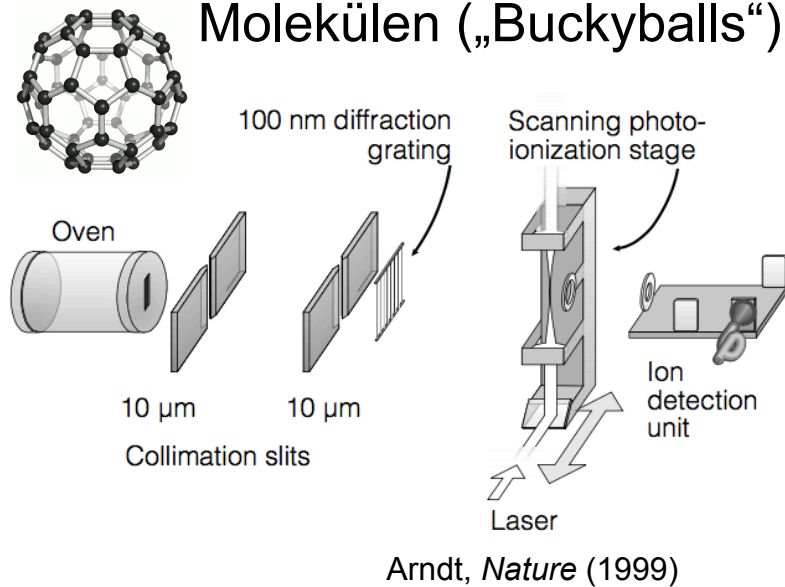 Molekülen („Buckyballs“)
100 nm diffraction
grating
Scanning photo-
ionization stage
Oven
10 µm
10 µm
Collimation slits
Ion
detection
unit
Laser
Arndt, Nature (1999)